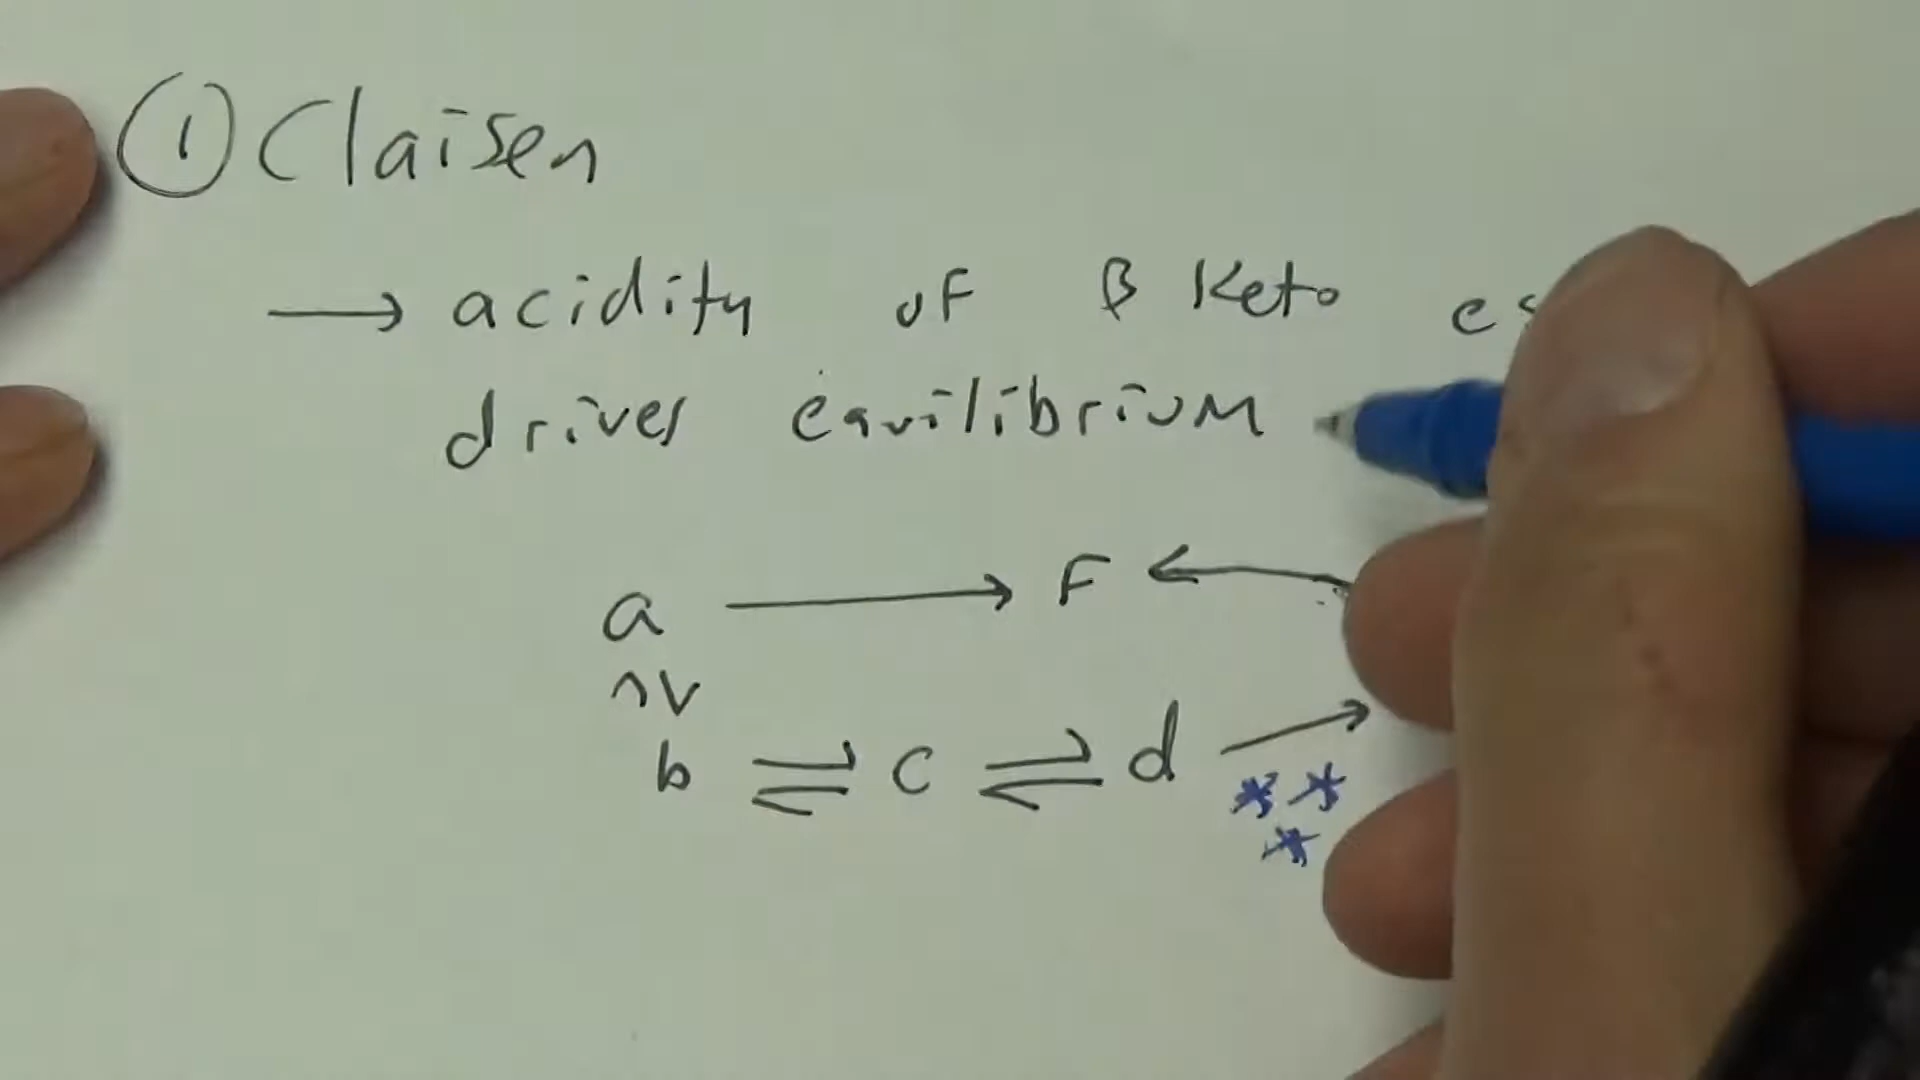 ① Claisen
→ acidity of β Keto
drives equilibrium
a → F ←
^v
b ⇌ c ⇌ d →
***